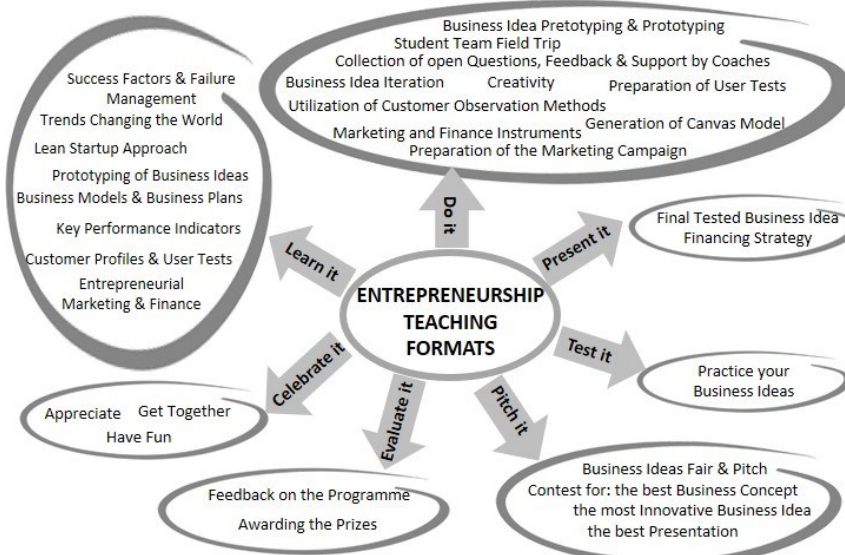 Business Idea Pretotyping & Prototyping
Student Team Field Trip
Collection of open Questions, Feedback & Support by Coaches
Business Idea Iteration Creativity Preparation of User Tests
Utilization of Customer Observation Methods
Marketing and Finance Instruments Generation of Canvas Model
Preparation of the Marketing Campaign
Success Factors & Failure
Management
Trends Changing the World
Lean Startup Approach
Prototyping of Business Ideas
Business Models & Business Plans
Key Performance Indicators
Customer Profiles & User Tests
Entrepreneurial
Marketing & Finance
Do it
Learn it
Present it
Final Tested Business Idea
Financing Strategy
ENTREPRENEURSHIP
TEACHING
FORMATS
Test it
Practice your
Business Ideas
Celebrate it
Appreciate Get Together
Have Fun
Evaluate it
Feedback on the Programme
Awarding the Prizes
Pitch it
Business Ideas Fair & Pitch
Contest for: the best Business Concept
the most Innovative Business Idea
the best Presentation